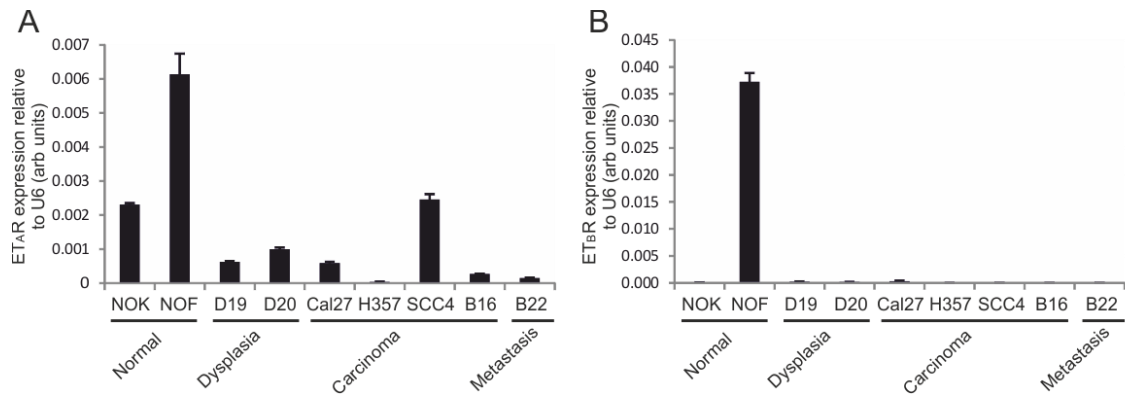 A
ETAR expression relative
to U6 (arb units)
0.007
0.006
0.005
0.004
0.003
0.002
0.001
0
NOK NOF D19 D20 Cal27 H357 SCC4 B16 B22
Normal
Dysplasia
Carcinoma
Metastasis
B
ETBR expression relative
to U6 (arb units)
0.045
0.040
0.035
0.030
0.025
0.020
0.015
0.010
0.005
0.000
NOK NOF D19 D20 Cal27 H357 SCC4 B16 B22
Normal
Dysplasia
Carcinoma
Metastasis